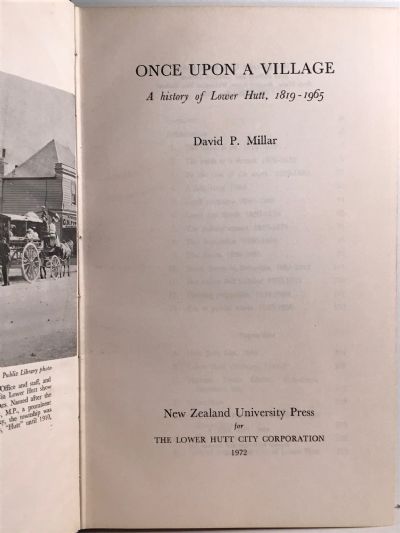 ONCE UPON A VILLAGE
A history of Lower Hutt, 1819-1965
David P. Millar
New Zealand University Press
for
THE LOWER HUTT CITY CORPORATION
1972
Public Library photo
Office and staff, and
in Lower Hutt show
Named after the
M.P., a prominent
the township was
"Hutt" until 1910,